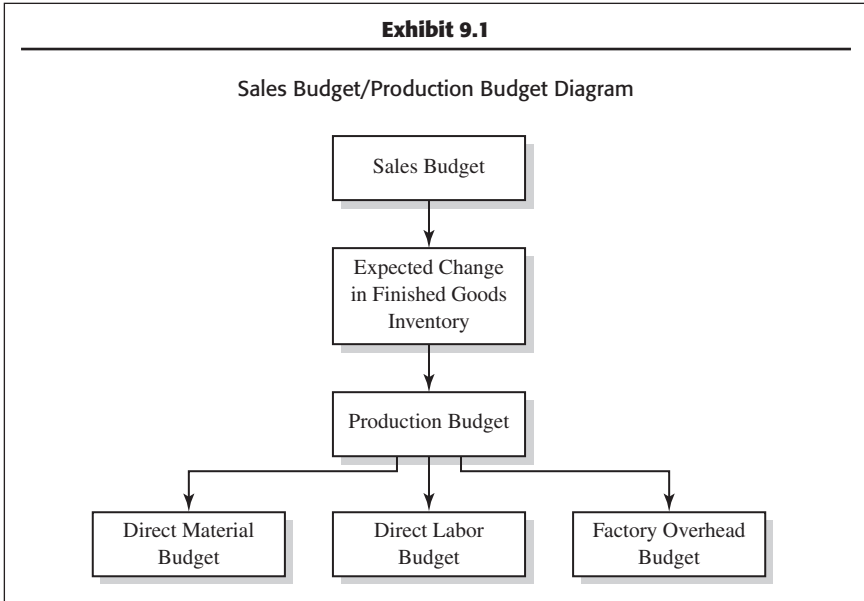 Exhibit 9.1
Sales Budget/Production Budget Diagram
Sales Budget
Expected Change
in Finished Goods
Inventory
Production Budget
Direct Material
Budget
Direct Labor
Budget
Factory Overhead
Budget